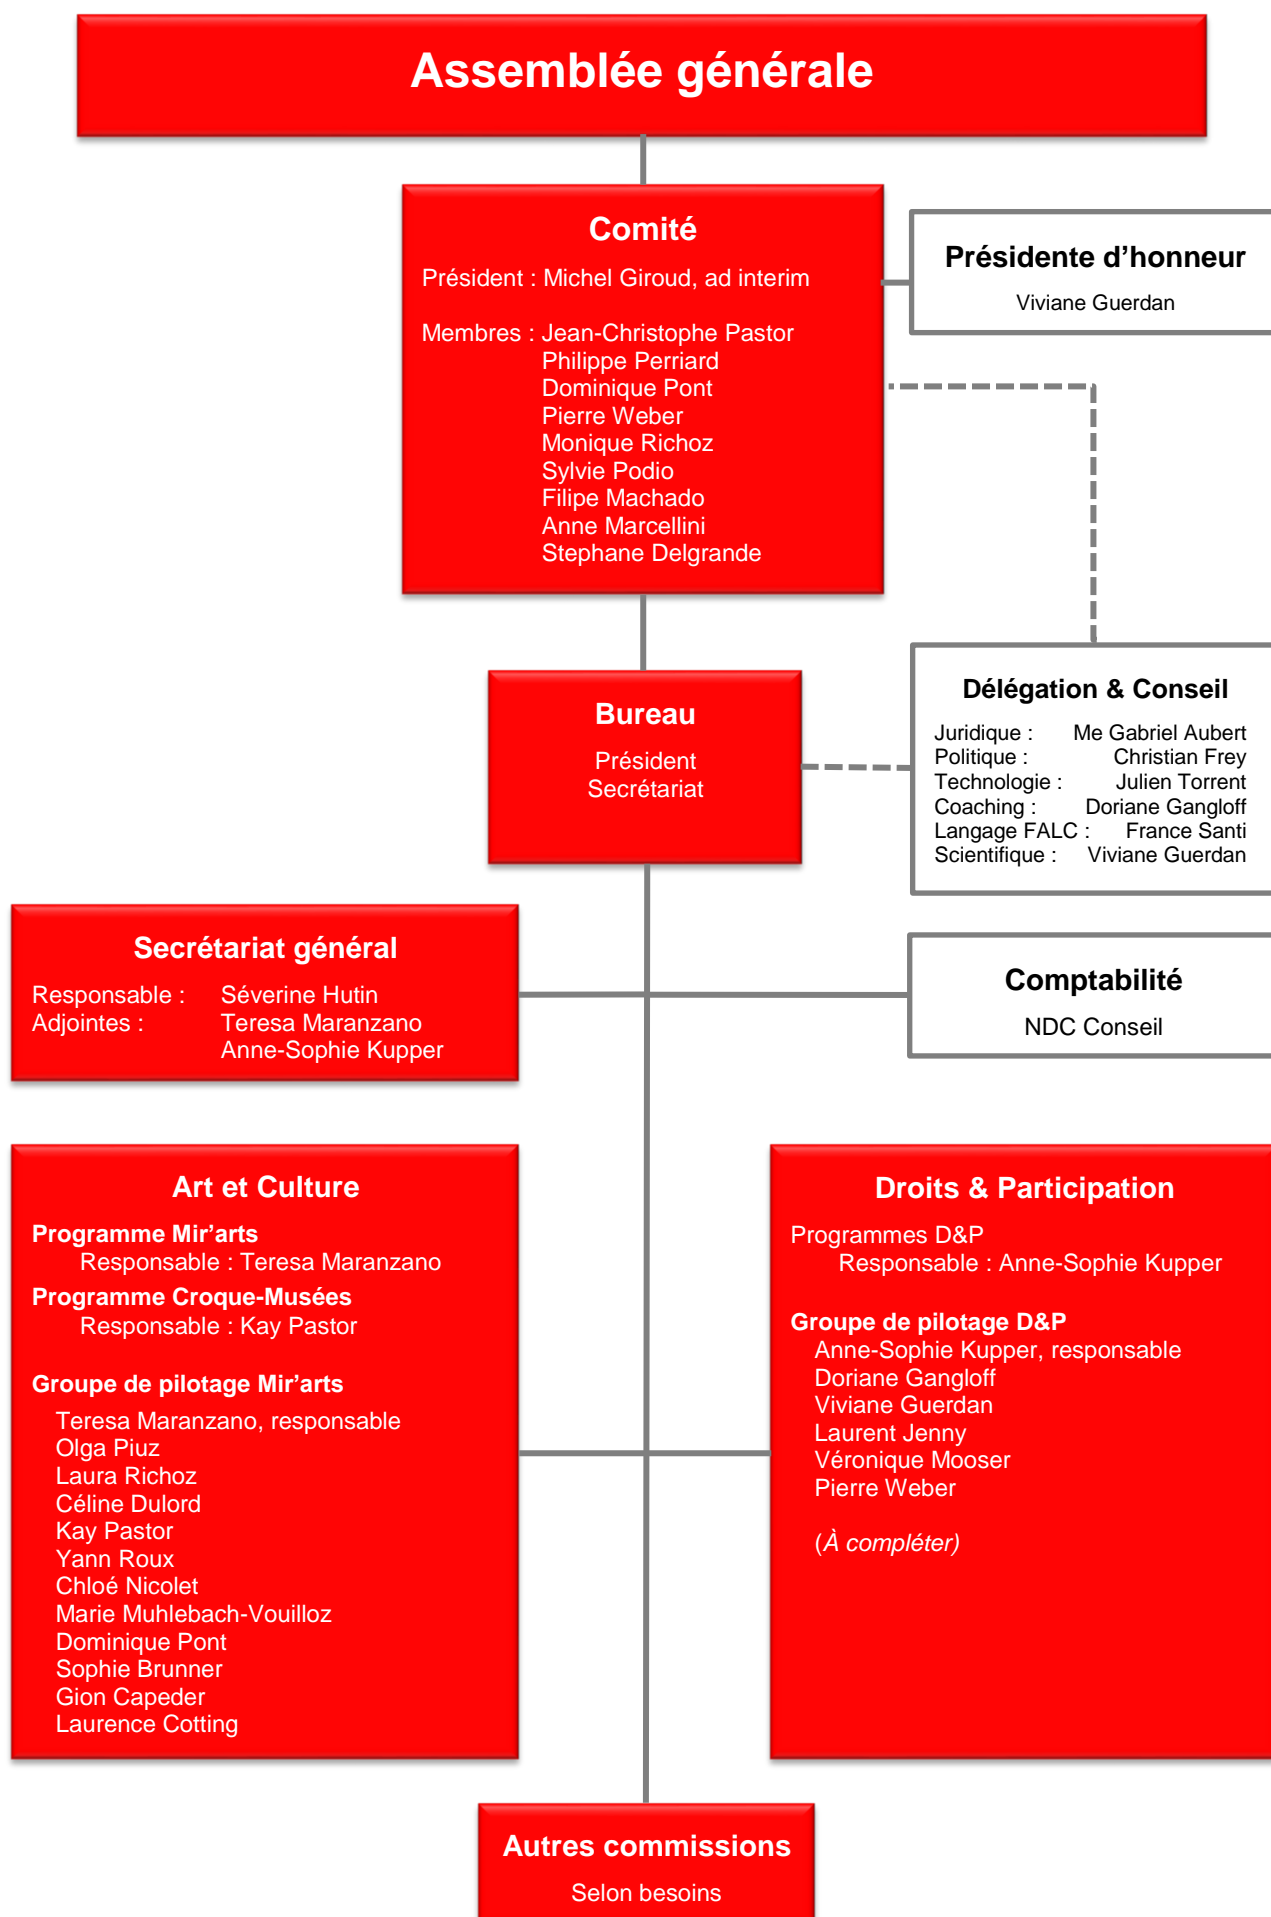 Assemblée générale
Comité
Président : Michel Giroud, ad interim
Membres : Jean-Christophe Pastor
Philippe Perriard
Dominique Pont
Pierre Weber
Monique Richoz
Sylvie Podio
Filipe Machado
Anne Marcellini
Stephane Delgrande
Présidente d’honneur
Viviane Guerdan
Bureau
Président
Secrétariat
Délégation & Conseil
Juridique : Me Gabriel Aubert
Politique : Christian Frey
Technologie : Julien Torrent
Coaching : Doriane Gangloff
Langage FALC : France Santi
Scientifique : Viviane Guerdan
Secrétariat général
Responsable : Séverine Hutin
Adjointes : Teresa Maranzano
Anne-Sophie Kupper
Comptabilité
NDC Conseil
Art et Culture
Programme Mir’arts
Responsable : Teresa Maranzano
Programme Croque-Musées
Responsable : Kay Pastor
Groupe de pilotage Mir’arts
Teresa Maranzano, responsable
Olga Piuz
Laura Richoz
Céline Dulord
Kay Pastor
Yann Roux
Chloé Nicolet
Marie Muhlebach-Vouilloz
Dominique Pont
Sophie Brunner
Gion Capeder
Laurence Cotting
Droits & Participation
Programmes D&P
Responsable : Anne-Sophie Kupper
Groupe de pilotage D&P
Anne-Sophie Kupper, responsable
Doriane Gangloff
Viviane Guerdan
Laurent Jenny
Véronique Mooser
Pierre Weber
(À compléter)
Autres commissions
Selon besoins